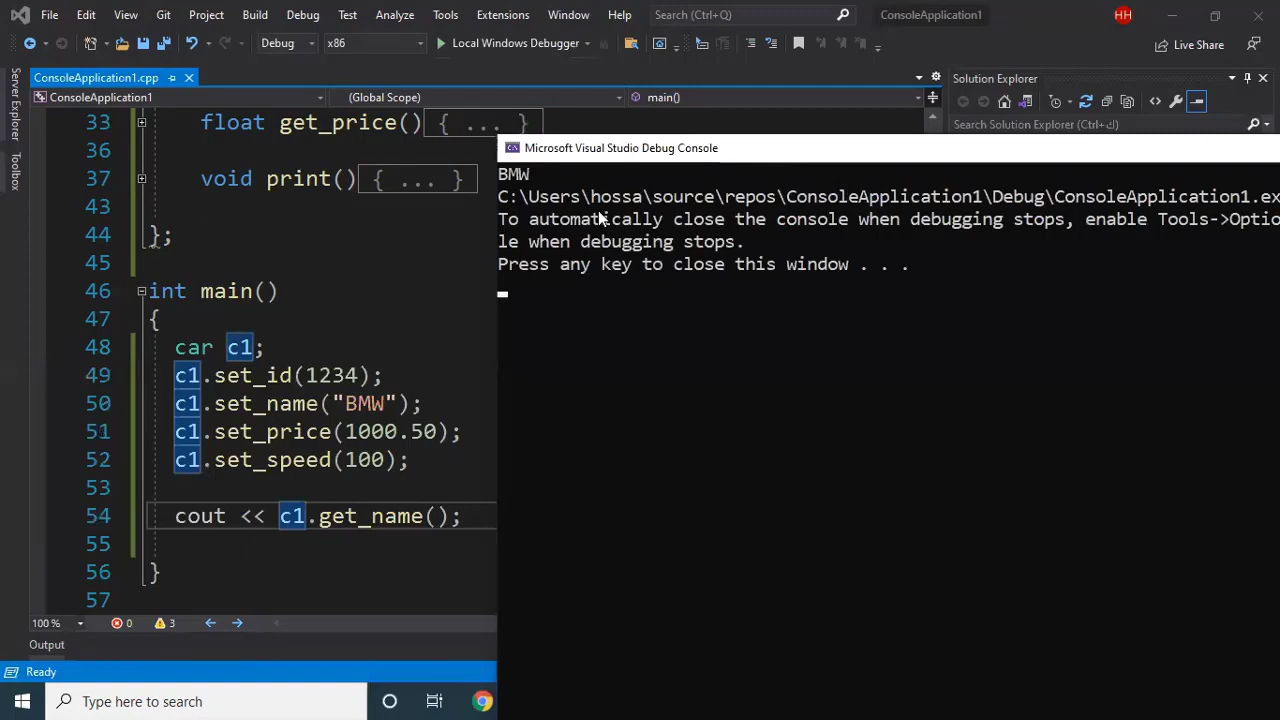 File Edit View Git Project Build Debug Test Analyze Tools Extensions Window Help Search (Ctrl+Q) ConsoleApplication1 HH
Debug x86 Local Windows Debugger Live Share
Server Explorer
Toolbox
ConsoleApplication1.cpp
ConsoleApplication1 (Global Scope) main()
Solution Explorer
Search Solution Explorer (Ctrl+ك)
33 float get_price(){ ... }
36
37 void print(){ ... }
43
44 };
45
46 int main()
47 {
48 car c1;
49 c1.set_id(1234);
50 c1.set_name("BMW");
51 c1.set_price(1000.50);
52 c1.set_speed(100);
53
54 cout << c1.get_name();
55
56 }
57
Microsoft Visual Studio Debug Console
BMW
C:\Users\hossa\source\repos\ConsoleApplication1\Debug\ConsoleApplication1.ex
To automatically close the console when debugging stops, enable Tools->Optio
le when debugging stops.
Press any key to close this window . . .
100 % 0 3
Output
Ready
Type here to search